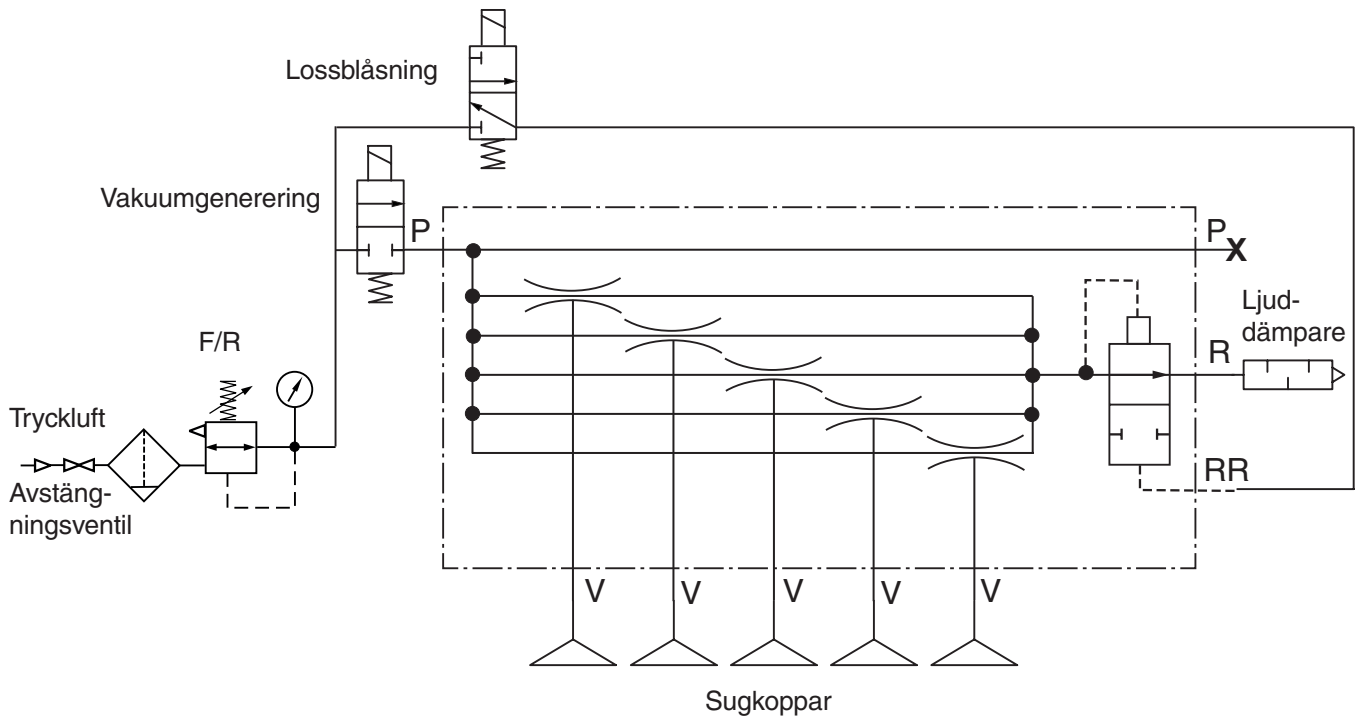 Lossblåsning
Vakuumgenerering
P
P
X
Ljud-
dämpare
F/R
R
Tryckluft
RR
Avstäng-
ningsventil
V
V
V
V
V
Sugkoppar